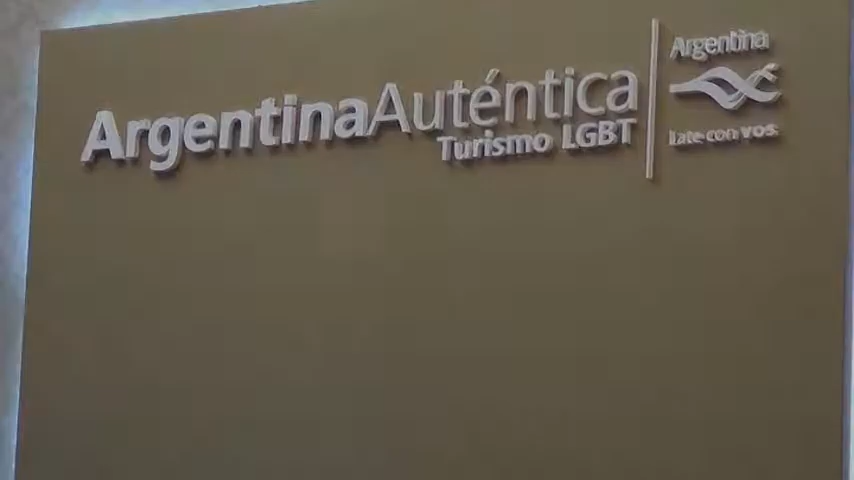 ArgentinaAuténtica
Turismo LGBT
Argentina
Late con vos